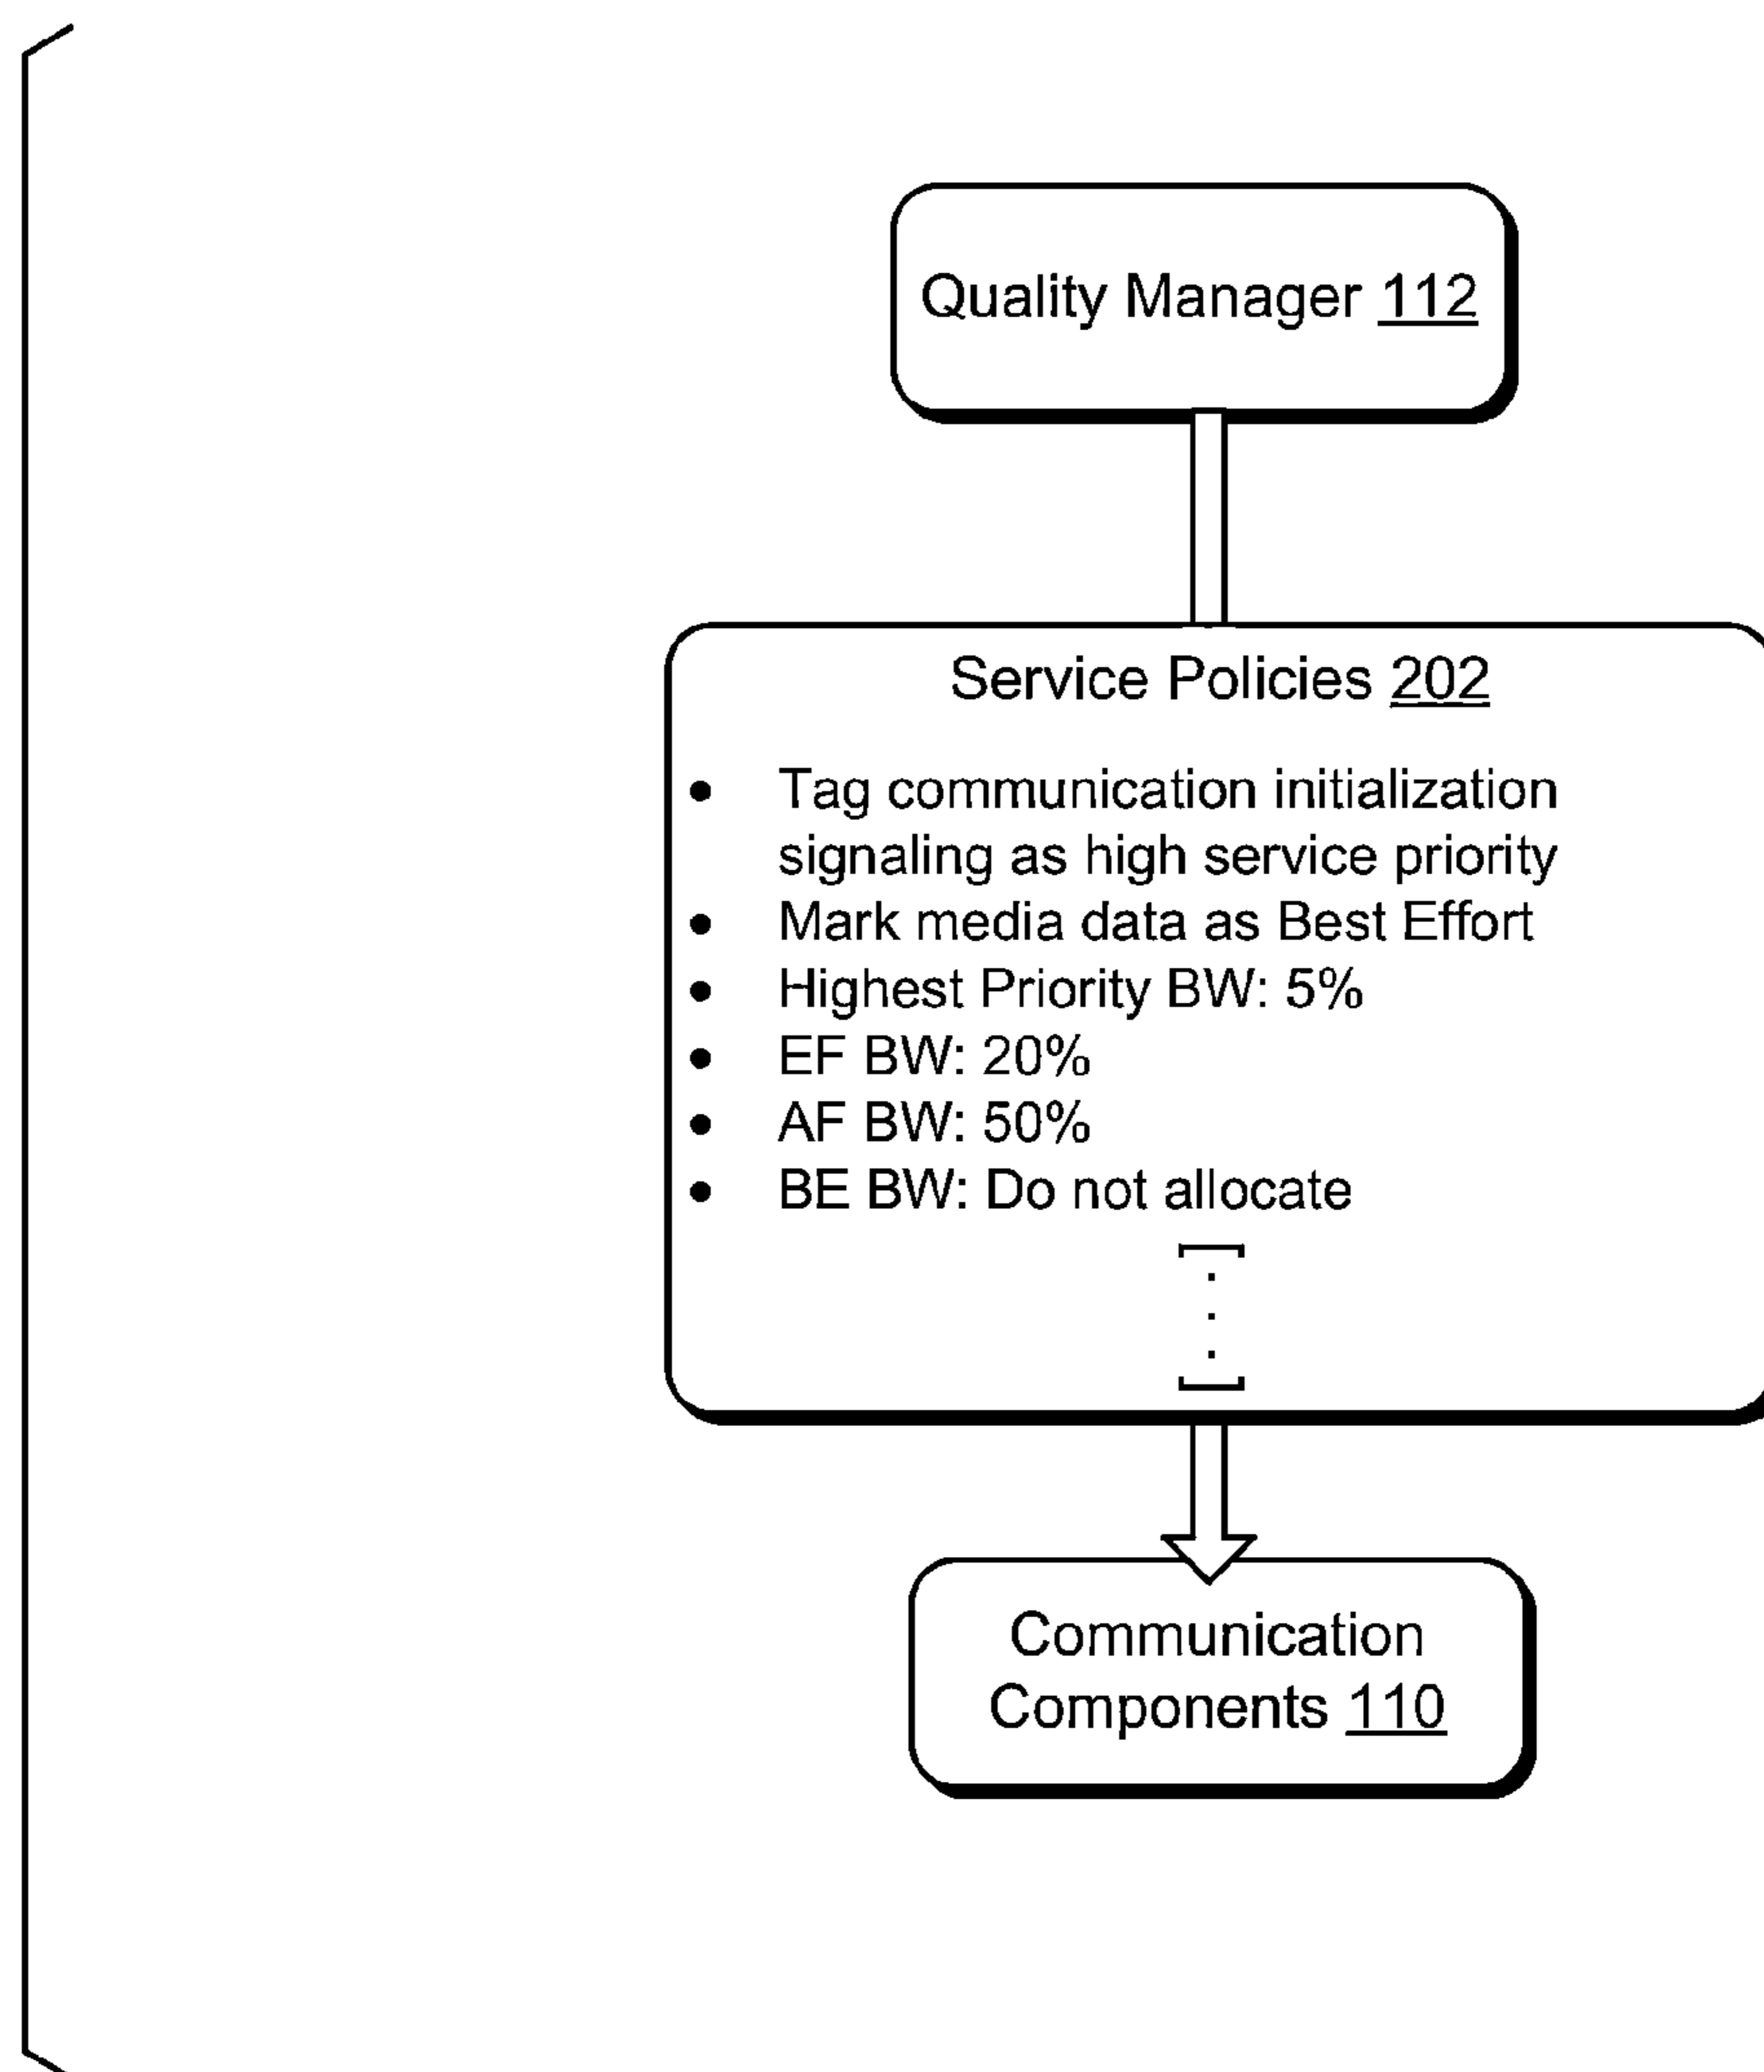 Quality Manager 112
Service Policies 202
• Tag communication initialization
signaling as high service priority
• Mark media data as Best Effort
• Highest Priority BW: 5%
• EF BW: 20%
• AF BW: 50%
• BE BW: Do not allocate
Communication
Components 110